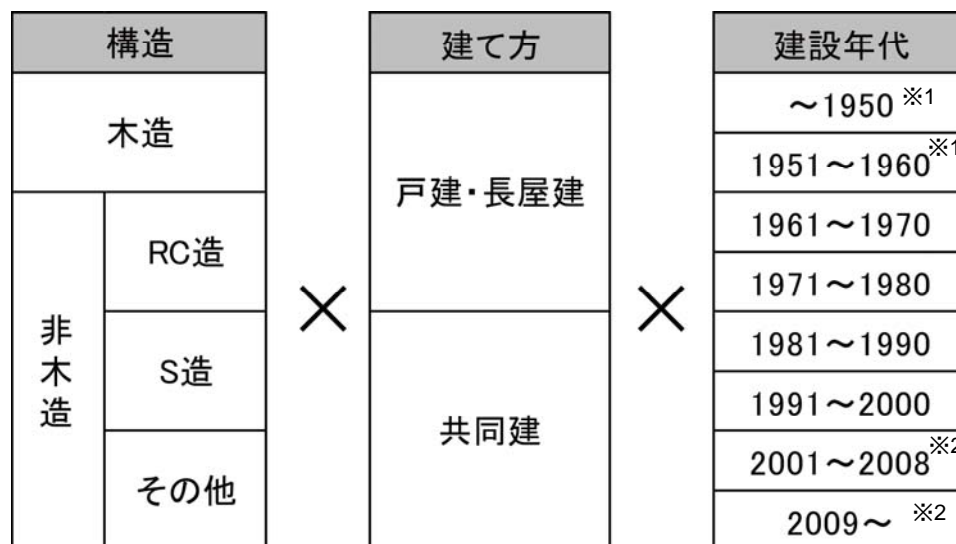 構造
木造
非木造
RC造
S造
その他
×
建て方
戸建・長屋建
共同建
×
建設年代
~1950 ※1
1951~1960※1
1961~1970
1971~1980
1981~1990
1991~2000
2001~2008※2
2009~ ※2